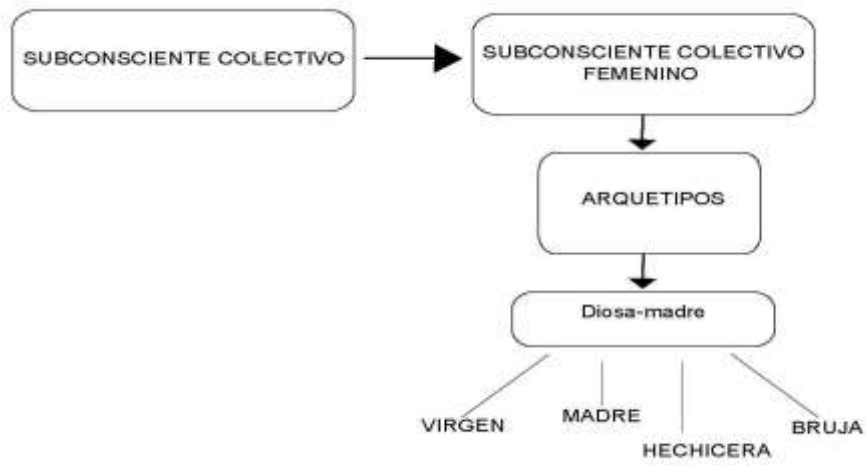 SUBCONSCIENTE COLECTIVO
SUBCONSCIENTE COLECTIVO
FEMENINO
ARQUETIPOS
Diosa-madre
VIRGEN
MADRE
HECHICERA
BRUJA